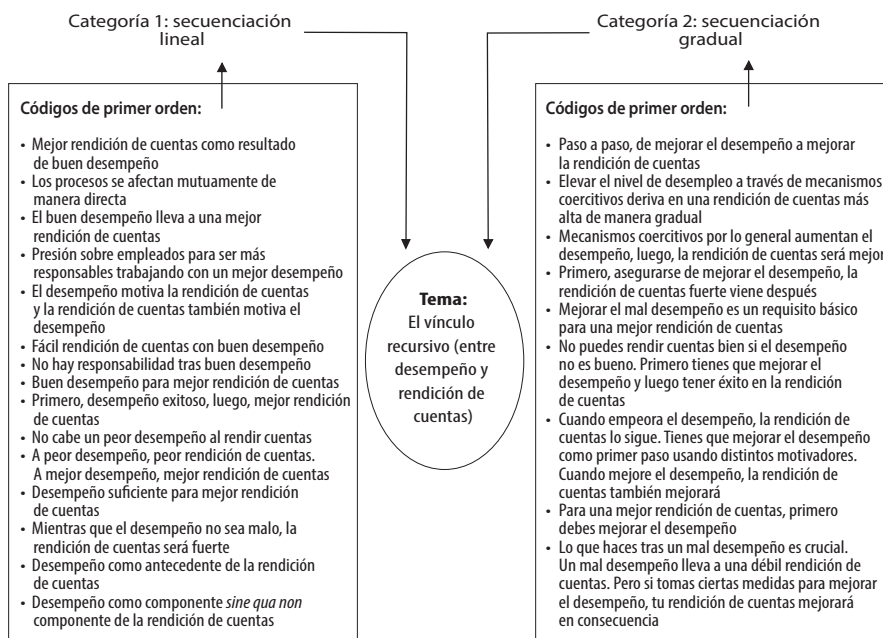 Categoría 1: secuenciación
lineal
Códigos de primer orden:
• Mejor rendición de cuentas como resultado
de buen desempeño
• Los procesos se afectan mutuamente de
manera directa
• El buen desempeño lleva a una mejor
rendición de cuentas
• Presión sobre empleados para ser más
responsables trabajando con un mejor desempeño
• El desempeño motiva la rendición de cuentas
y la rendición de cuentas también motiva el
desempeño
• Fácil rendición de cuentas con buen desempeño
• No hay responsabilidad tras buen desempeño
• Buen desempeño para mejor rendición de cuentas
• Primero, desempeño exitoso, luego, mejor rendición
de cuentas
• No cabe un peor desempeño al rendir cuentas
• A peor desempeño, peor rendición de cuentas.
A mejor desempeño, mejor rendición de cuentas
• Desempeño suficiente para mejor rendición
de cuentas
• Mientras que el desempeño no sea malo, la
rendición de cuentas será fuerte
• Desempeño como antecedente de la rendición
de cuentas
• Desempeño como componente sine qua non
componente de la rendición de cuentas
Tema:
El vínculo
recursivo (entre
desempeño y
rendición de
cuentas)
Categoría 2: secuenciación
gradual
Códigos de primer orden:
• Paso a paso, de mejorar el desempeño a mejorar
la rendición de cuentas
• Elevar el nivel de desempleo a través de mecanismos
coercitivos deriva en una rendición de cuentas más
alta de manera gradual
• Mecanismos coercitivos por lo general aumentan el
desempeño, luego, la rendición de cuentas será mejor
• Primero, asegurarse de mejorar el desempeño, la
rendición de cuentas fuerte viene después
• Mejorar el mal desempeño es un requisito básico
para una mejor rendición de cuentas
• No puedes rendir cuentas bien si el desempeño
no es bueno. Primero tienes que mejorar el
desempeño y luego tener éxito en la rendición
de cuentas
• Cuando empeora el desempeño, la rendición de
cuentas lo sigue. Tienes que mejorar el desempeño
como primer paso usando distintos motivadores.
Cuando mejore el desempeño, la rendición de
cuentas también mejorará
• Para una mejor rendición de cuentas, primero
debes mejorar el desempeño
• Lo que haces tras un mal desempeño es crucial.
Un mal desempeño lleva a una débil rendición de
cuentas. Pero si tomas ciertas medidas para mejorar
el desempeño, tu rendición de cuentas mejorará
en consecuencia